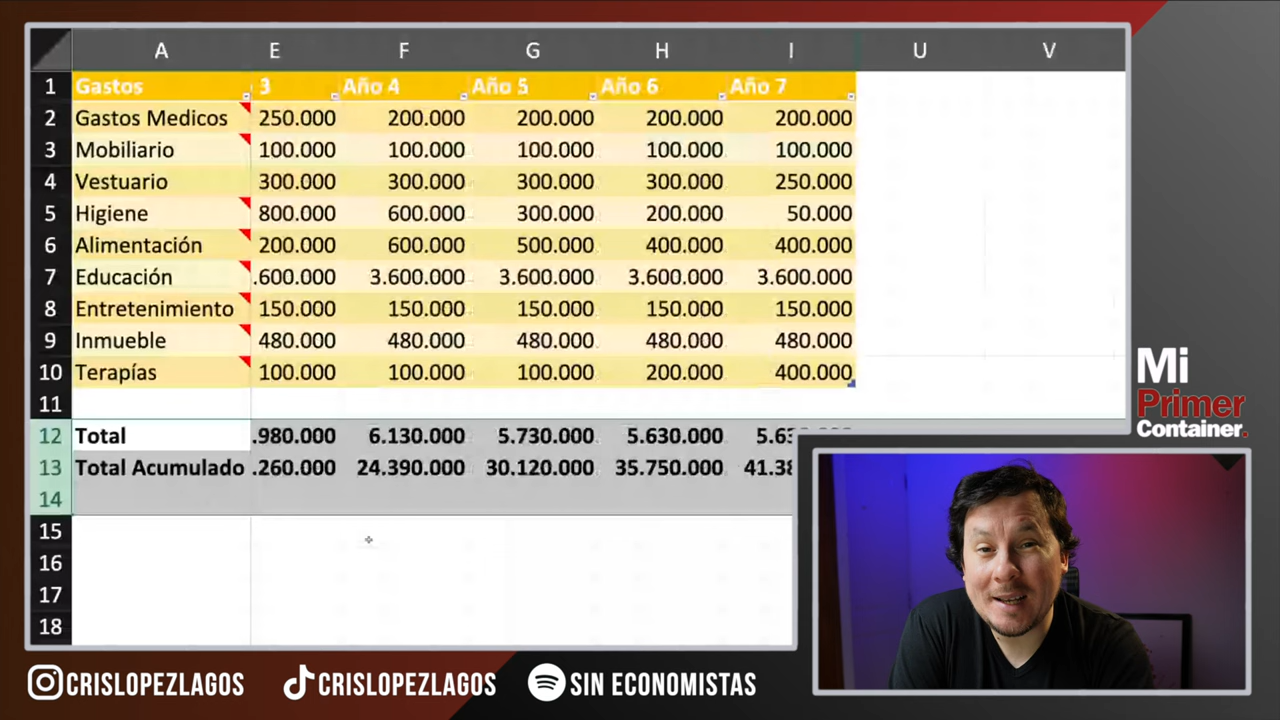 A E F G H I U V
1 Gastos 3 Año 4 Año 5 Año 6 Año 7
2 Gastos Medicos 250.000 200.000 200.000 200.000 200.000
3 Mobiliario 100.000 100.000 100.000 100.000 100.000
4 Vestuario 300.000 300.000 300.000 300.000 250.000
5 Higiene 800.000 600.000 300.000 200.000 50.000
6 Alimentación 200.000 600.000 500.000 400.000 400.000
7 Educación .600.000 3.600.000 3.600.000 3.600.000 3.600.000
8 Entretenimiento 150.000 150.000 150.000 150.000 150.000
9 Inmueble 480.000 480.000 480.000 480.000 480.000
10 Terapías 100.000 100.000 100.000 200.000 400.000
11
12 Total .980.000 6.130.000 5.730.000 5.630.000 5.63
13 Total Acumulado .260.000 24.390.000 30.120.000 35.750.000 41.38
14
15
16
17
18
Mi
Primer
Container.
CRISLOPEZLAGOS CRISLOPEZLAGOS SIN ECONOMISTAS